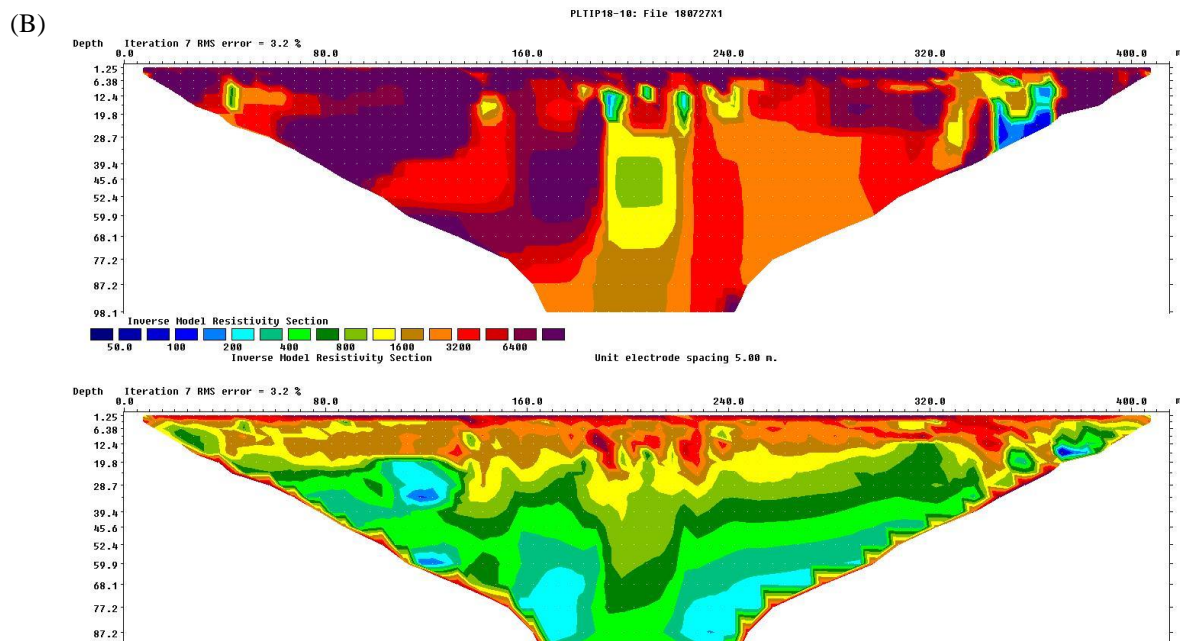 (B)
PLTIP18-10: File 180727X1
Depth Iteration 7 RMS error = 3.2 %
0.0 80.0 160.0 240.0 320.0 400.0 m
1.25
6.38
12.4
19.8
28.7
39.4
45.6
52.4
59.9
68.1
77.2
87.2
98.1
Inverse Model Resistivity Section
50.0 100 200 400 800 1600 3200 6400
Inverse Model Resistivity Section Unit electrode spacing 5.00 m.
Depth Iteration 7 RMS error = 3.2 %
0.0 80.0 160.0 240.0 320.0 400.0
1.25
6.38
12.4
19.8
28.7
39.4
45.6
52.4
59.9
68.1
77.2
87.2